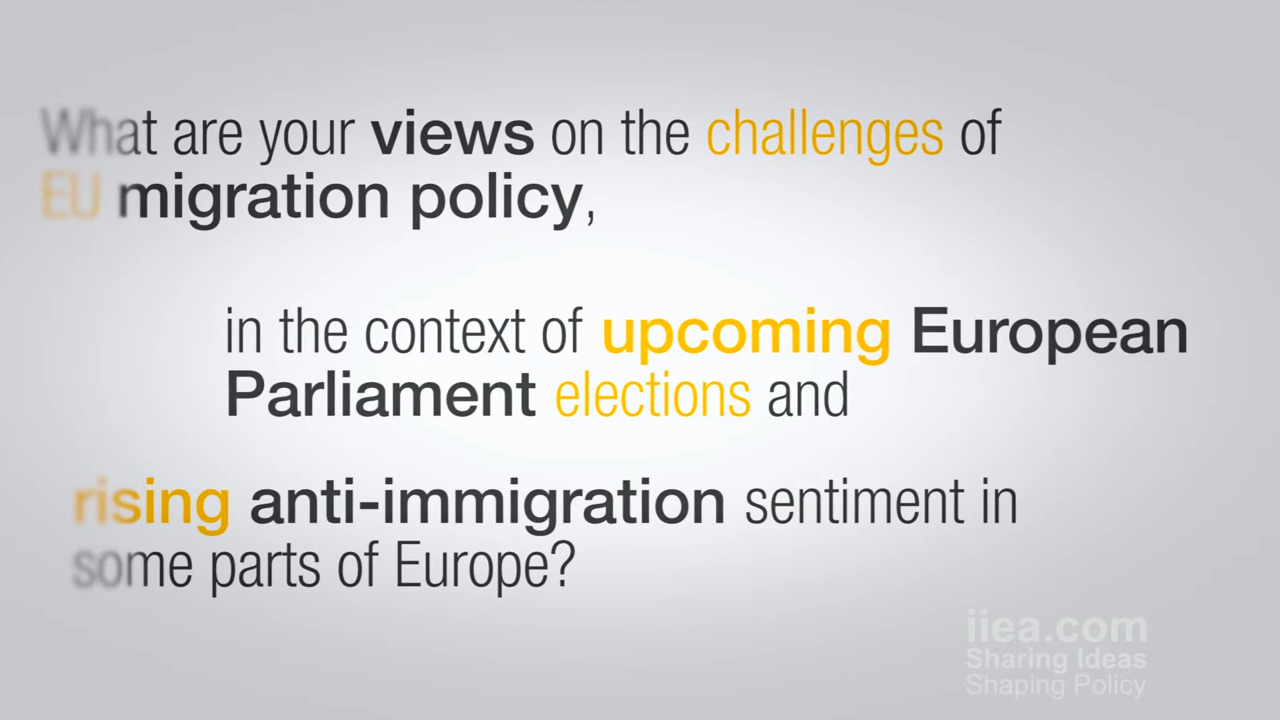 What are your views on the challenges of
EU migration policy,
in the context of upcoming European
Parliament elections and
rising anti-immigration sentiment in
some parts of Europe?
iiea.com
Sharing Ideas
Shaping Policy